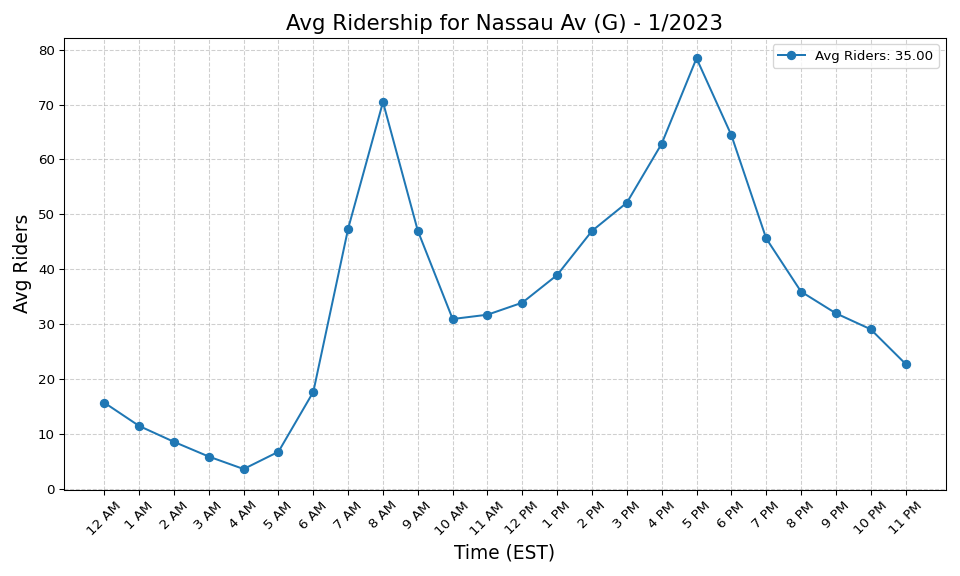 Avg Ridership for Nassau Av (G) - 1/2023
Avg Riders: 35.00
Avg Riders
80
70
60
50
40
30
20
10
0
12 AM
1 AM
2 AM
3 AM
4 AM
5 AM
6 AM
7 AM
8 AM
9 AM
10 AM
11 AM
12 PM
1 PM
2 PM
3 PM
4 PM
5 PM
6 PM
7 PM
8 PM
9 PM
10 PM
11 PM
Time (EST)